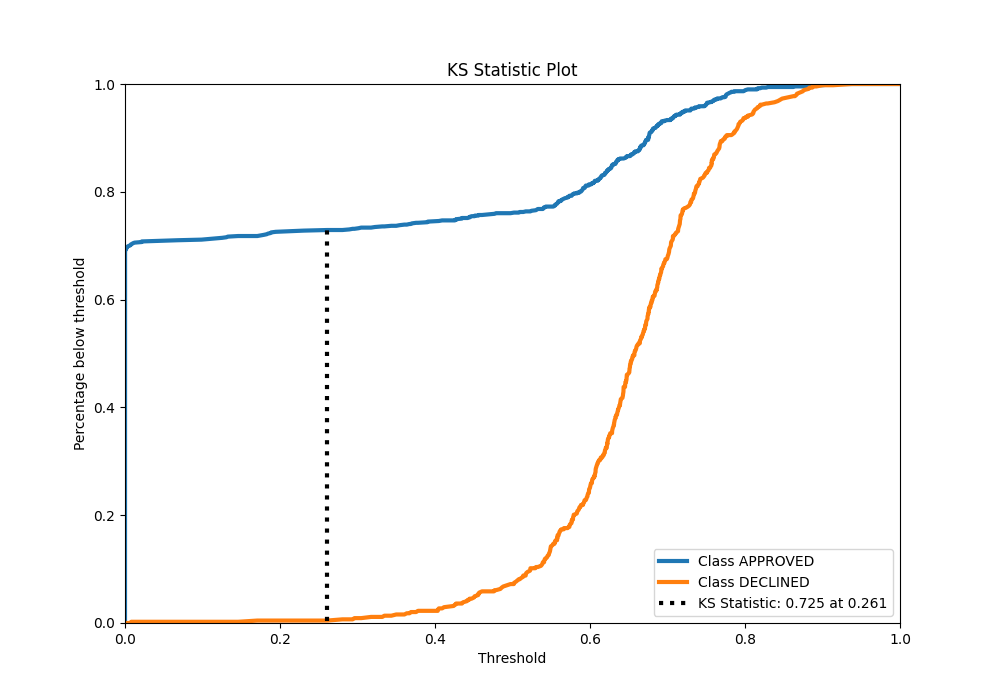 KS Statistic Plot
1.0
0.8
0.6
0.4
0.2
0.0
Percentage below threshold
0.0 0.2 0.4 0.6 0.8 1.0
Threshold
Class APPROVED
Class DECLINED
KS Statistic: 0.725 at 0.261